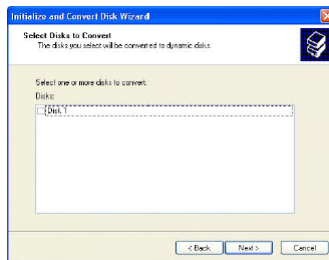 Initialize and Convert Disk Wizard
Select Disks to Convert
The disks you select will be converted to dynamic disks.
Select one or more disks to convert:
Disks:
Disk 1
< Back
Next >
Cancel